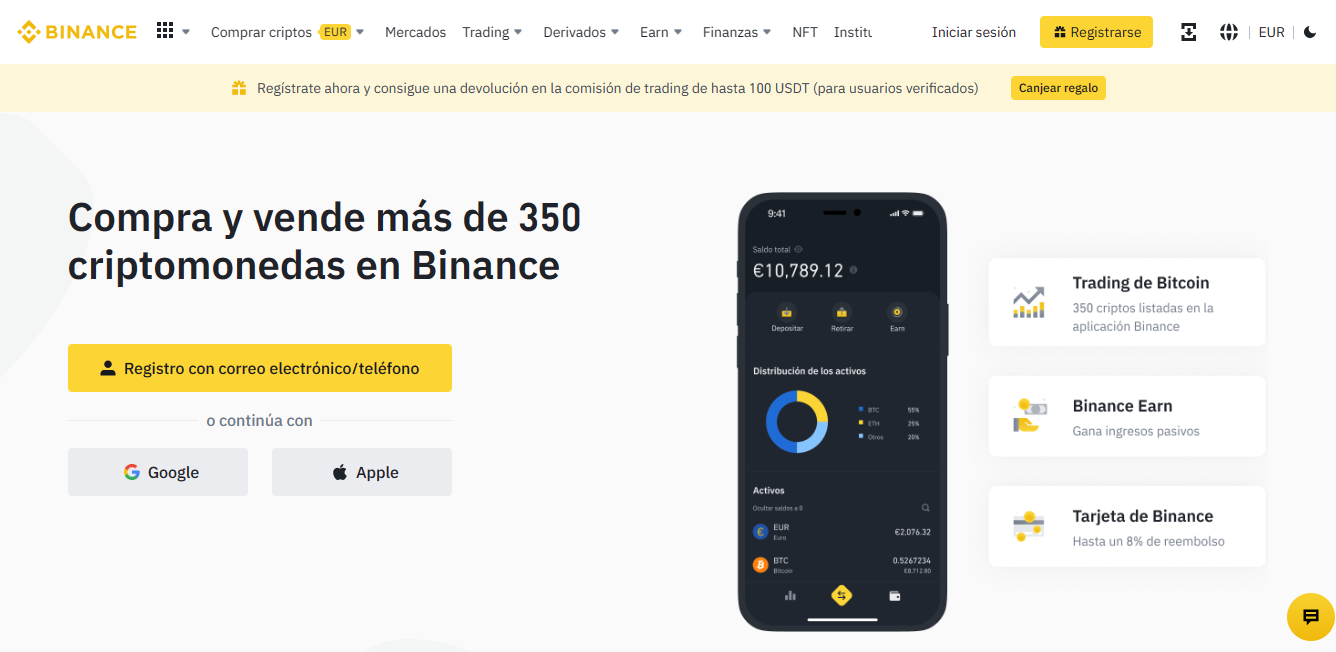 BINANCE
Comprar criptos EUR
Mercados
Trading
Derivados
Earn
Finanzas
NFT
Institu
Iniciar sesión
Registrarse
EUR
Regístrate ahora y consigue una devolución en la comisión de trading de hasta 100 USDT (para usuarios verificados)
Canjear regalo
Compra y vende más de 350
criptomonedas en Binance
Registro con correo electrónico/teléfono
o continúa con
Google
Apple
9:41
Saldo total
€10,789.12
Depositar
Retirar
Earn
Distribución de los activos
BTC 55%
ETH 25%
Otros 20%
Activos
Ocultar saldos a 0
EUR
Euro
€2,076.32
BTC
Bitcoin
0.5267234
€8,712.80
Trading de Bitcoin
350 criptos listadas en la
aplicación Binance
Binance Earn
Gana ingresos pasivos
Tarjeta de Binance
Hasta un 8% de reembolso